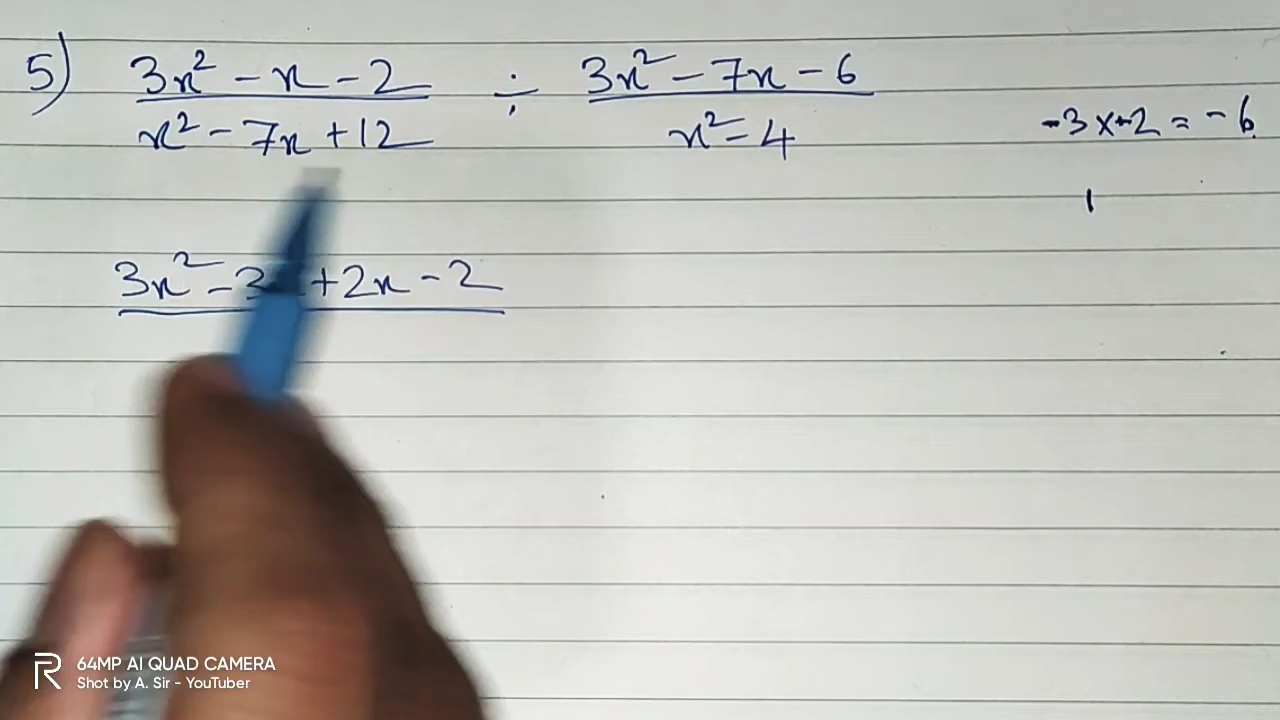 5) 3x² - x - 2 ÷ 3x² - 7x - 6
x² - 7x + 12 x² - 4
-3 x +2 = -6
1
3x² - 3x + 2x - 2
R 64MP AI QUAD CAMERA
Shot by A. Sir - YouTuber